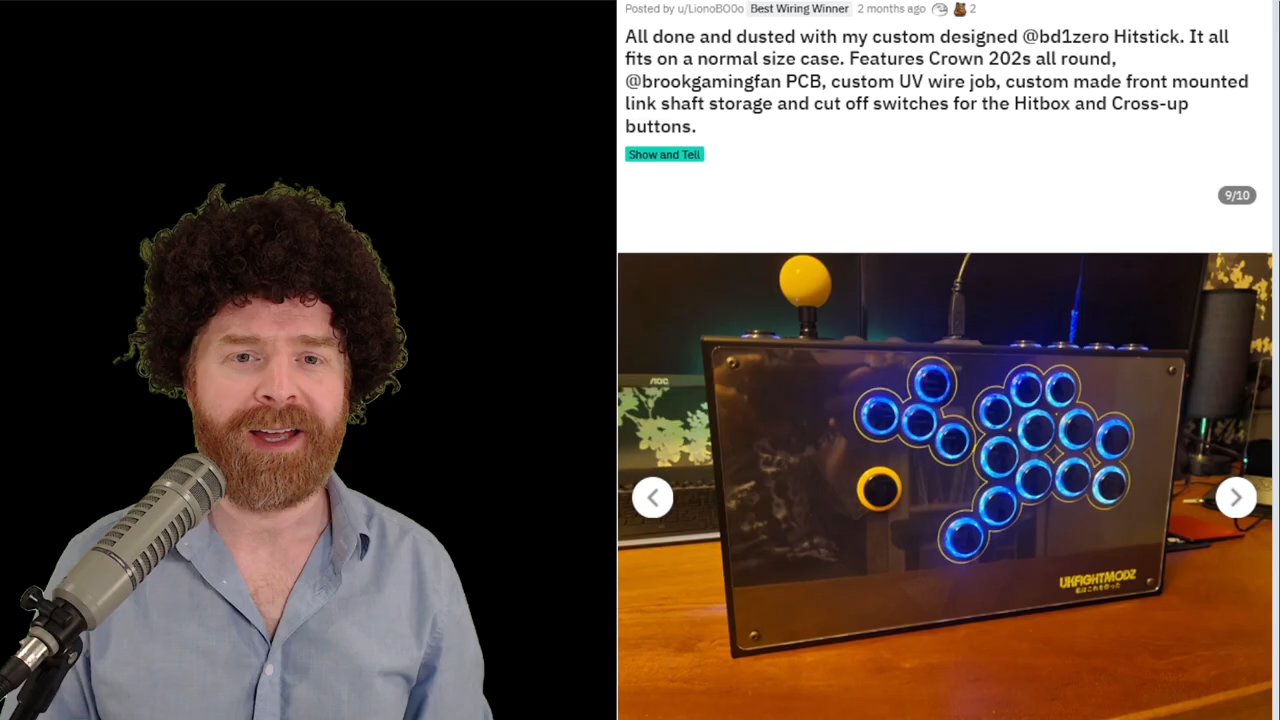 Posted by u/LionoBO0o Best Wiring Winner 2 months ago 2
All done and dusted with my custom designed @bd1zero Hitstick. It all
fits on a normal size case. Features Crown 202s all round,
@brookgamingfan PCB, custom UV wire job, custom made front mounted
link shaft storage and cut off switches for the Hitbox and Cross-up
buttons.
Show and Tell
9/10
AOC
UKFIGHTMODZ